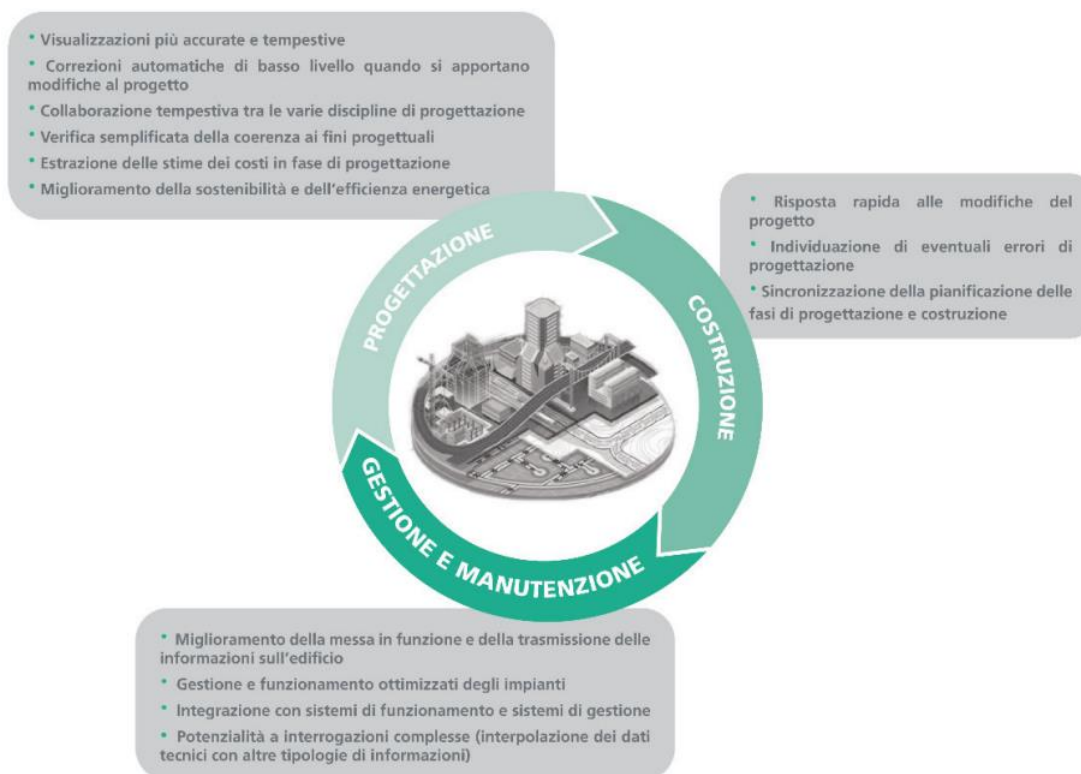 • Visualizzazioni più accurate e tempestive
• Correzioni automatiche di basso livello quando si apportano
modifiche al progetto
• Collaborazione tempestiva tra le varie discipline di progettazione
• Verifica semplificata della coerenza ai fini progettuali
• Estrazione delle stime dei costi in fase di progettazione
• Miglioramento della sostenibilità e dell'efficienza energetica
• Risposta rapida alle modifiche del
progetto
• Individuazione di eventuali errori di
progettazione
• Sincronizzazione della pianificazione delle
fasi di progettazione e costruzione
PROGETTAZIONE
COSTRUZIONE
GESTIONE E MANUTENZIONE
• Miglioramento della messa in funzione e della trasmissione delle
informazioni sull'edificio
• Gestione e funzionamento ottimizzati degli impianti
• Integrazione con sistemi di funzionamento e sistemi di gestione
• Potenzialità a interrogazioni complesse (interpolazione dei dati
tecnici con altre tipologie di informazioni)